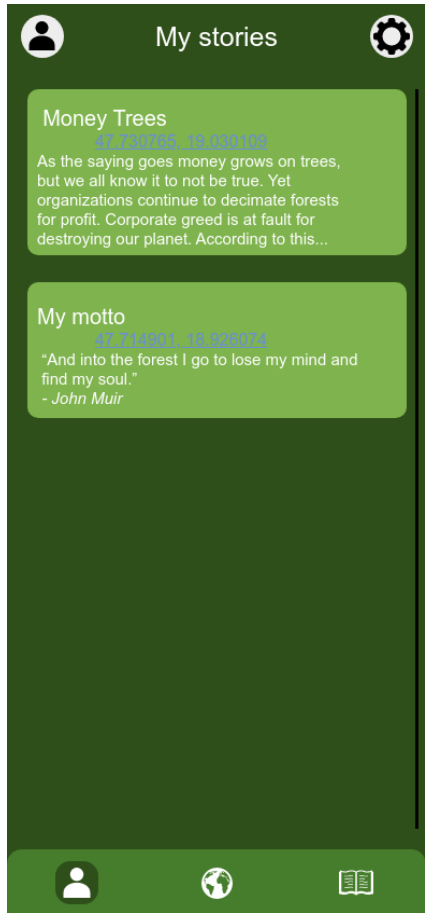 My stories
Money Trees
47.730765, 19.030109
As the saying goes money grows on trees,
but we all know it to not be true. Yet
organizations continue to decimate forests
for profit. Corporate greed is at fault for
destroying our planet. According to this...
My motto
47.714901, 18.926074
“And into the forest I go to lose my mind and
find my soul.”
- John Muir